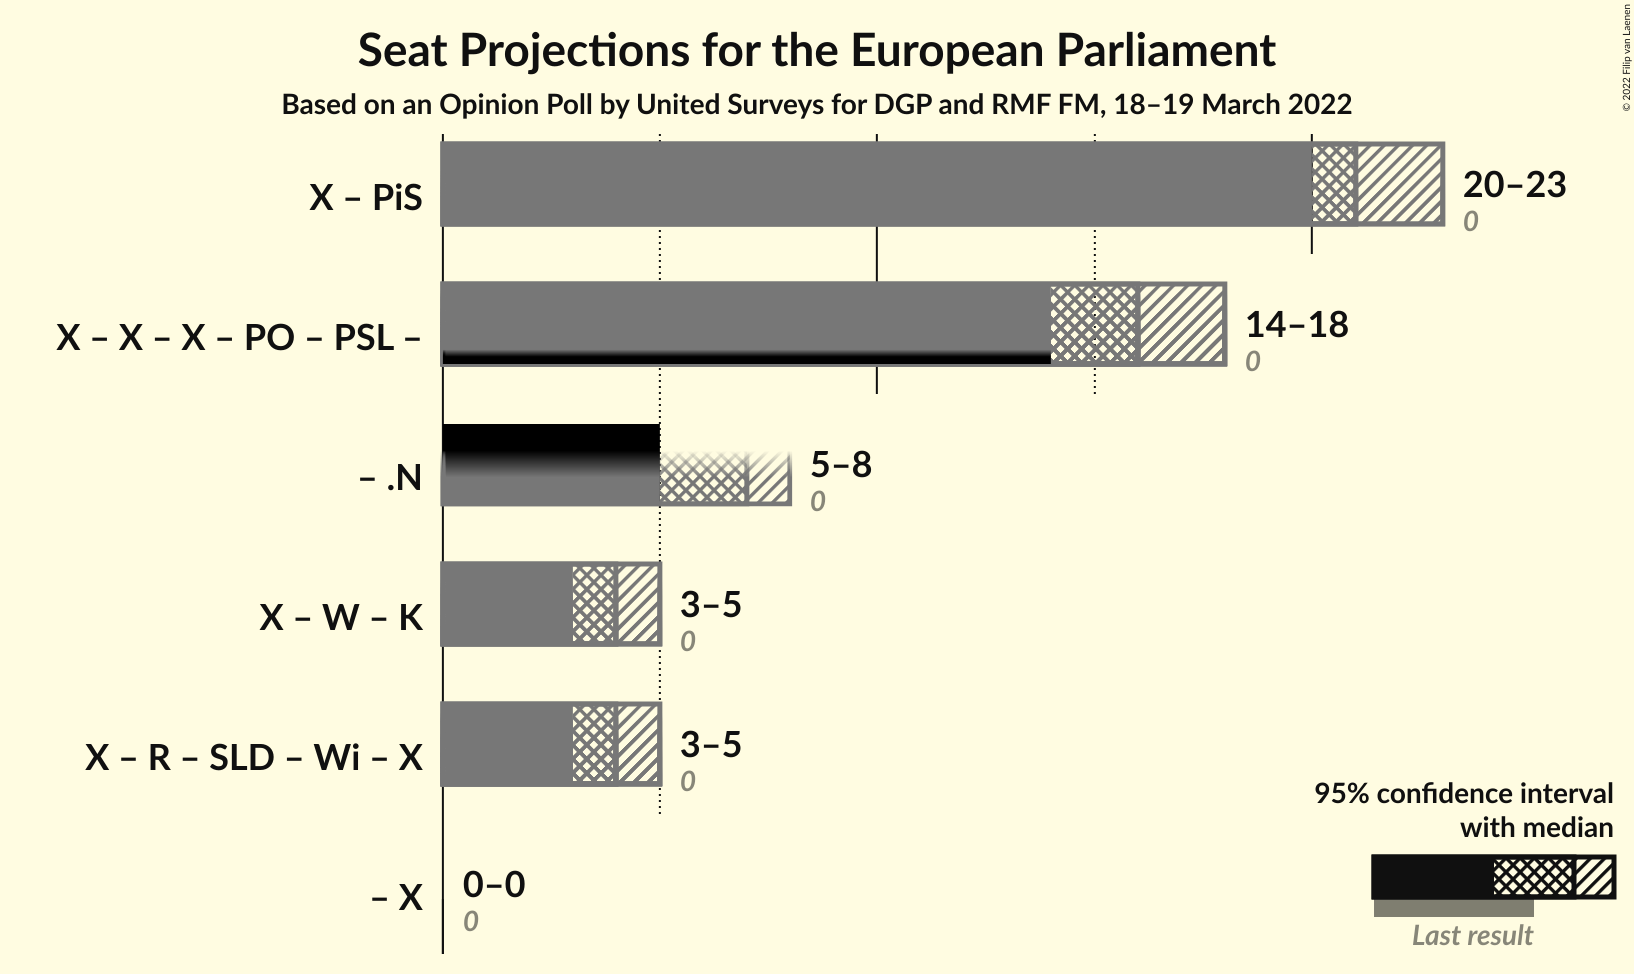 Seat Projections for the European Parliament
Based on an Opinion Poll by United Surveys for DGP and RMF FM, 18–19 March 2022
© 2022 Filip van Laenen
X – PiS
20–23
0
X – X – X – PO – PSL –
14–18
0
– .N
5–8
0
X – W – K
3–5
0
X – R – SLD – Wi – X
3–5
0
– X
0–0
0
95% confidence interval
with median
Last result